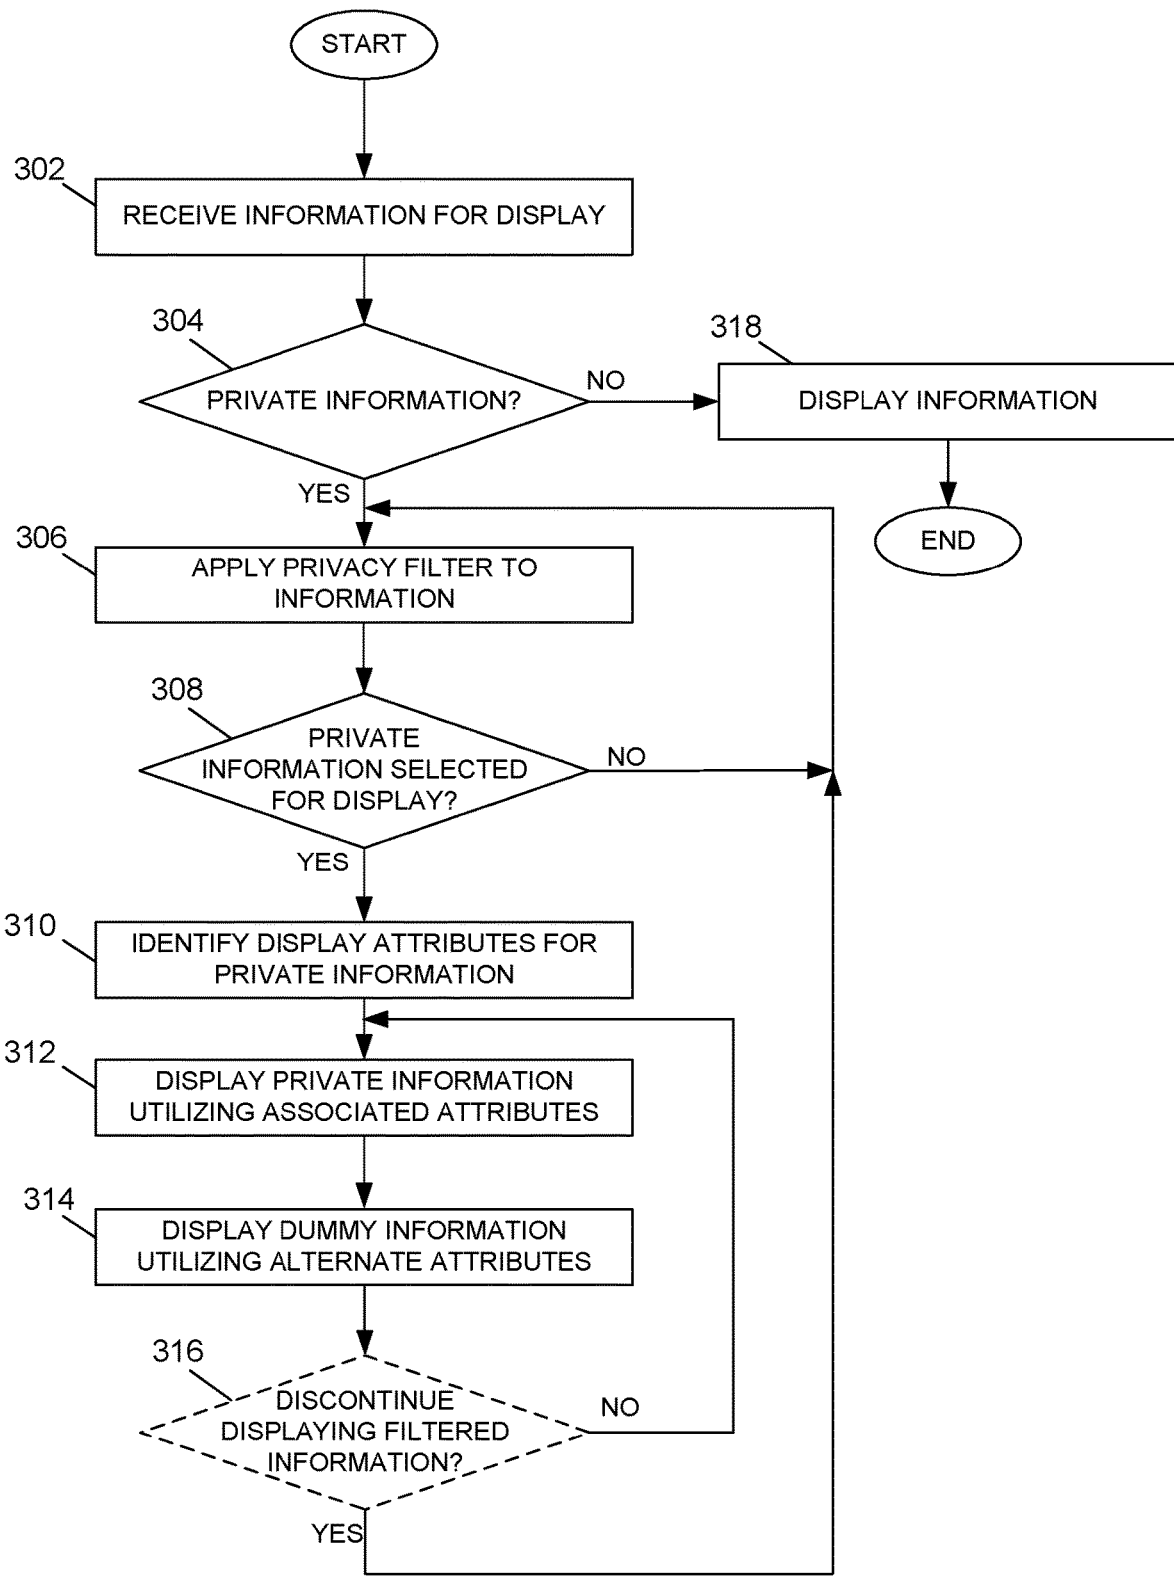 START
302
RECEIVE INFORMATION FOR DISPLAY
304
PRIVATE INFORMATION?
NO
318
DISPLAY INFORMATION
YES
END
306
APPLY PRIVACY FILTER TO
INFORMATION
308
PRIVATE
INFORMATION SELECTED
FOR DISPLAY?
NO
YES
310
IDENTIFY DISPLAY ATTRIBUTES FOR
PRIVATE INFORMATION
312
DISPLAY PRIVATE INFORMATION
UTILIZING ASSOCIATED ATTRIBUTES
314
DISPLAY DUMMY INFORMATION
UTILIZING ALTERNATE ATTRIBUTES
316
DISCONTINUE
DISPLAYING FILTERED
INFORMATION?
NO
YES